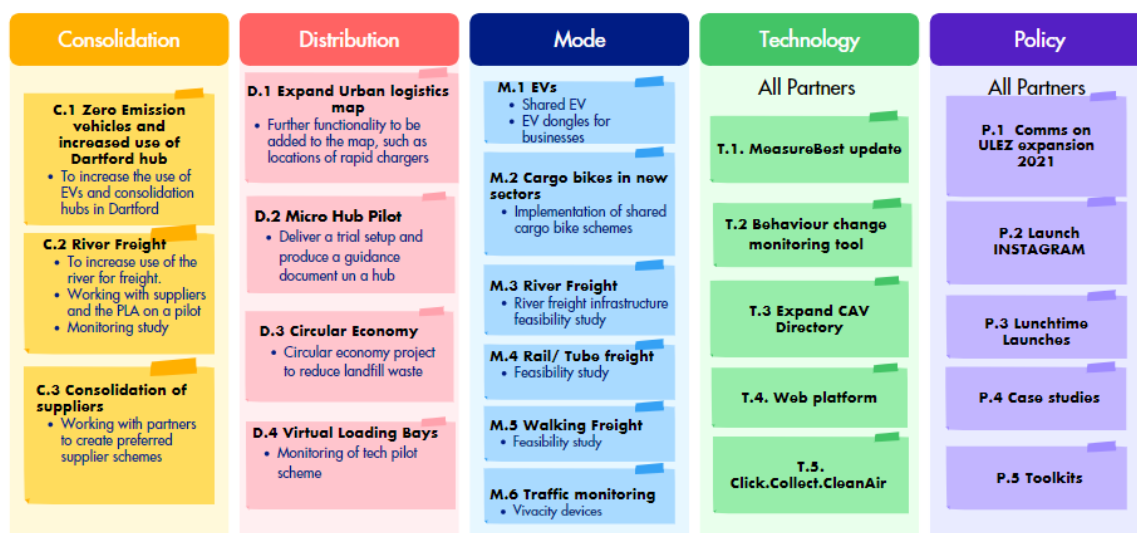 Consolidation
C.1 Zero Emission
vehicles and
increased use of
Dartford hub
• To increase the use of
EVs and consolidation
hubs in Dartford
C.2 River Freight
• To increase use of the
river for freight.
• Working with suppliers
and the PLA on a pilot
• Monitoring study
C.3 Consolidation of
suppliers
• Working with partners
to create preferred
supplier schemes
Distribution
D.1 Expand Urban logistics
map
• Further functionality to be
added to the map, such as
locations of rapid chargers
D.2 Micro Hub Pilot
• Deliver a trial setup and
produce a guidance
document un a hub
D.3 Circular Economy
• Circular economy project
to reduce landfill waste
D.4 Virtual Loading Bays
• Monitoring of tech pilot
scheme
Mode
M.1 EVs
• Shared EV
• EV dongles for
businesses
M.2 Cargo bikes in new
sectors
• Implementation of shared
cargo bike schemes
M.3 River Freight
• River freight infrastructure
feasibility study
M.4 Rail/ Tube freight
• Feasibility study
M.5 Walking Freight
• Feasibility study
M.6 Traffic monitoring
• Vivacity devices
Technology
All Partners
T.1. MeasureBest update
T.2 Behaviour change
monitoring tool
T.3 Expand CAV
Directory
T.4. Web platform
T.5.
Click.Collect.CleanAir
Policy
All Partners
P.1 Comms on
ULEZ expansion
2021
P.2 Launch
INSTAGRAM
P.3 Lunchtime
Launches
P.4 Case studies
P.5 Toolkits